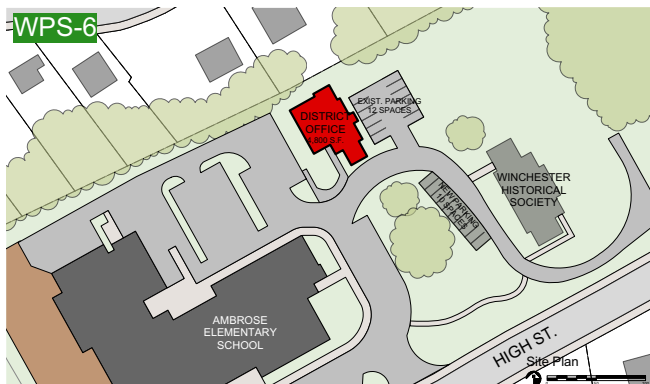 WPS-6
EXIST. PARKING
12 SPACES
DISTRICT
OFFICE
WINCHESTER
HISTORICAL
SOCIETY
NEW PARKING
10 SPACES
AMBROSE
ELEMENTARY
SCHOOL
HIGH ST.
Site Plan